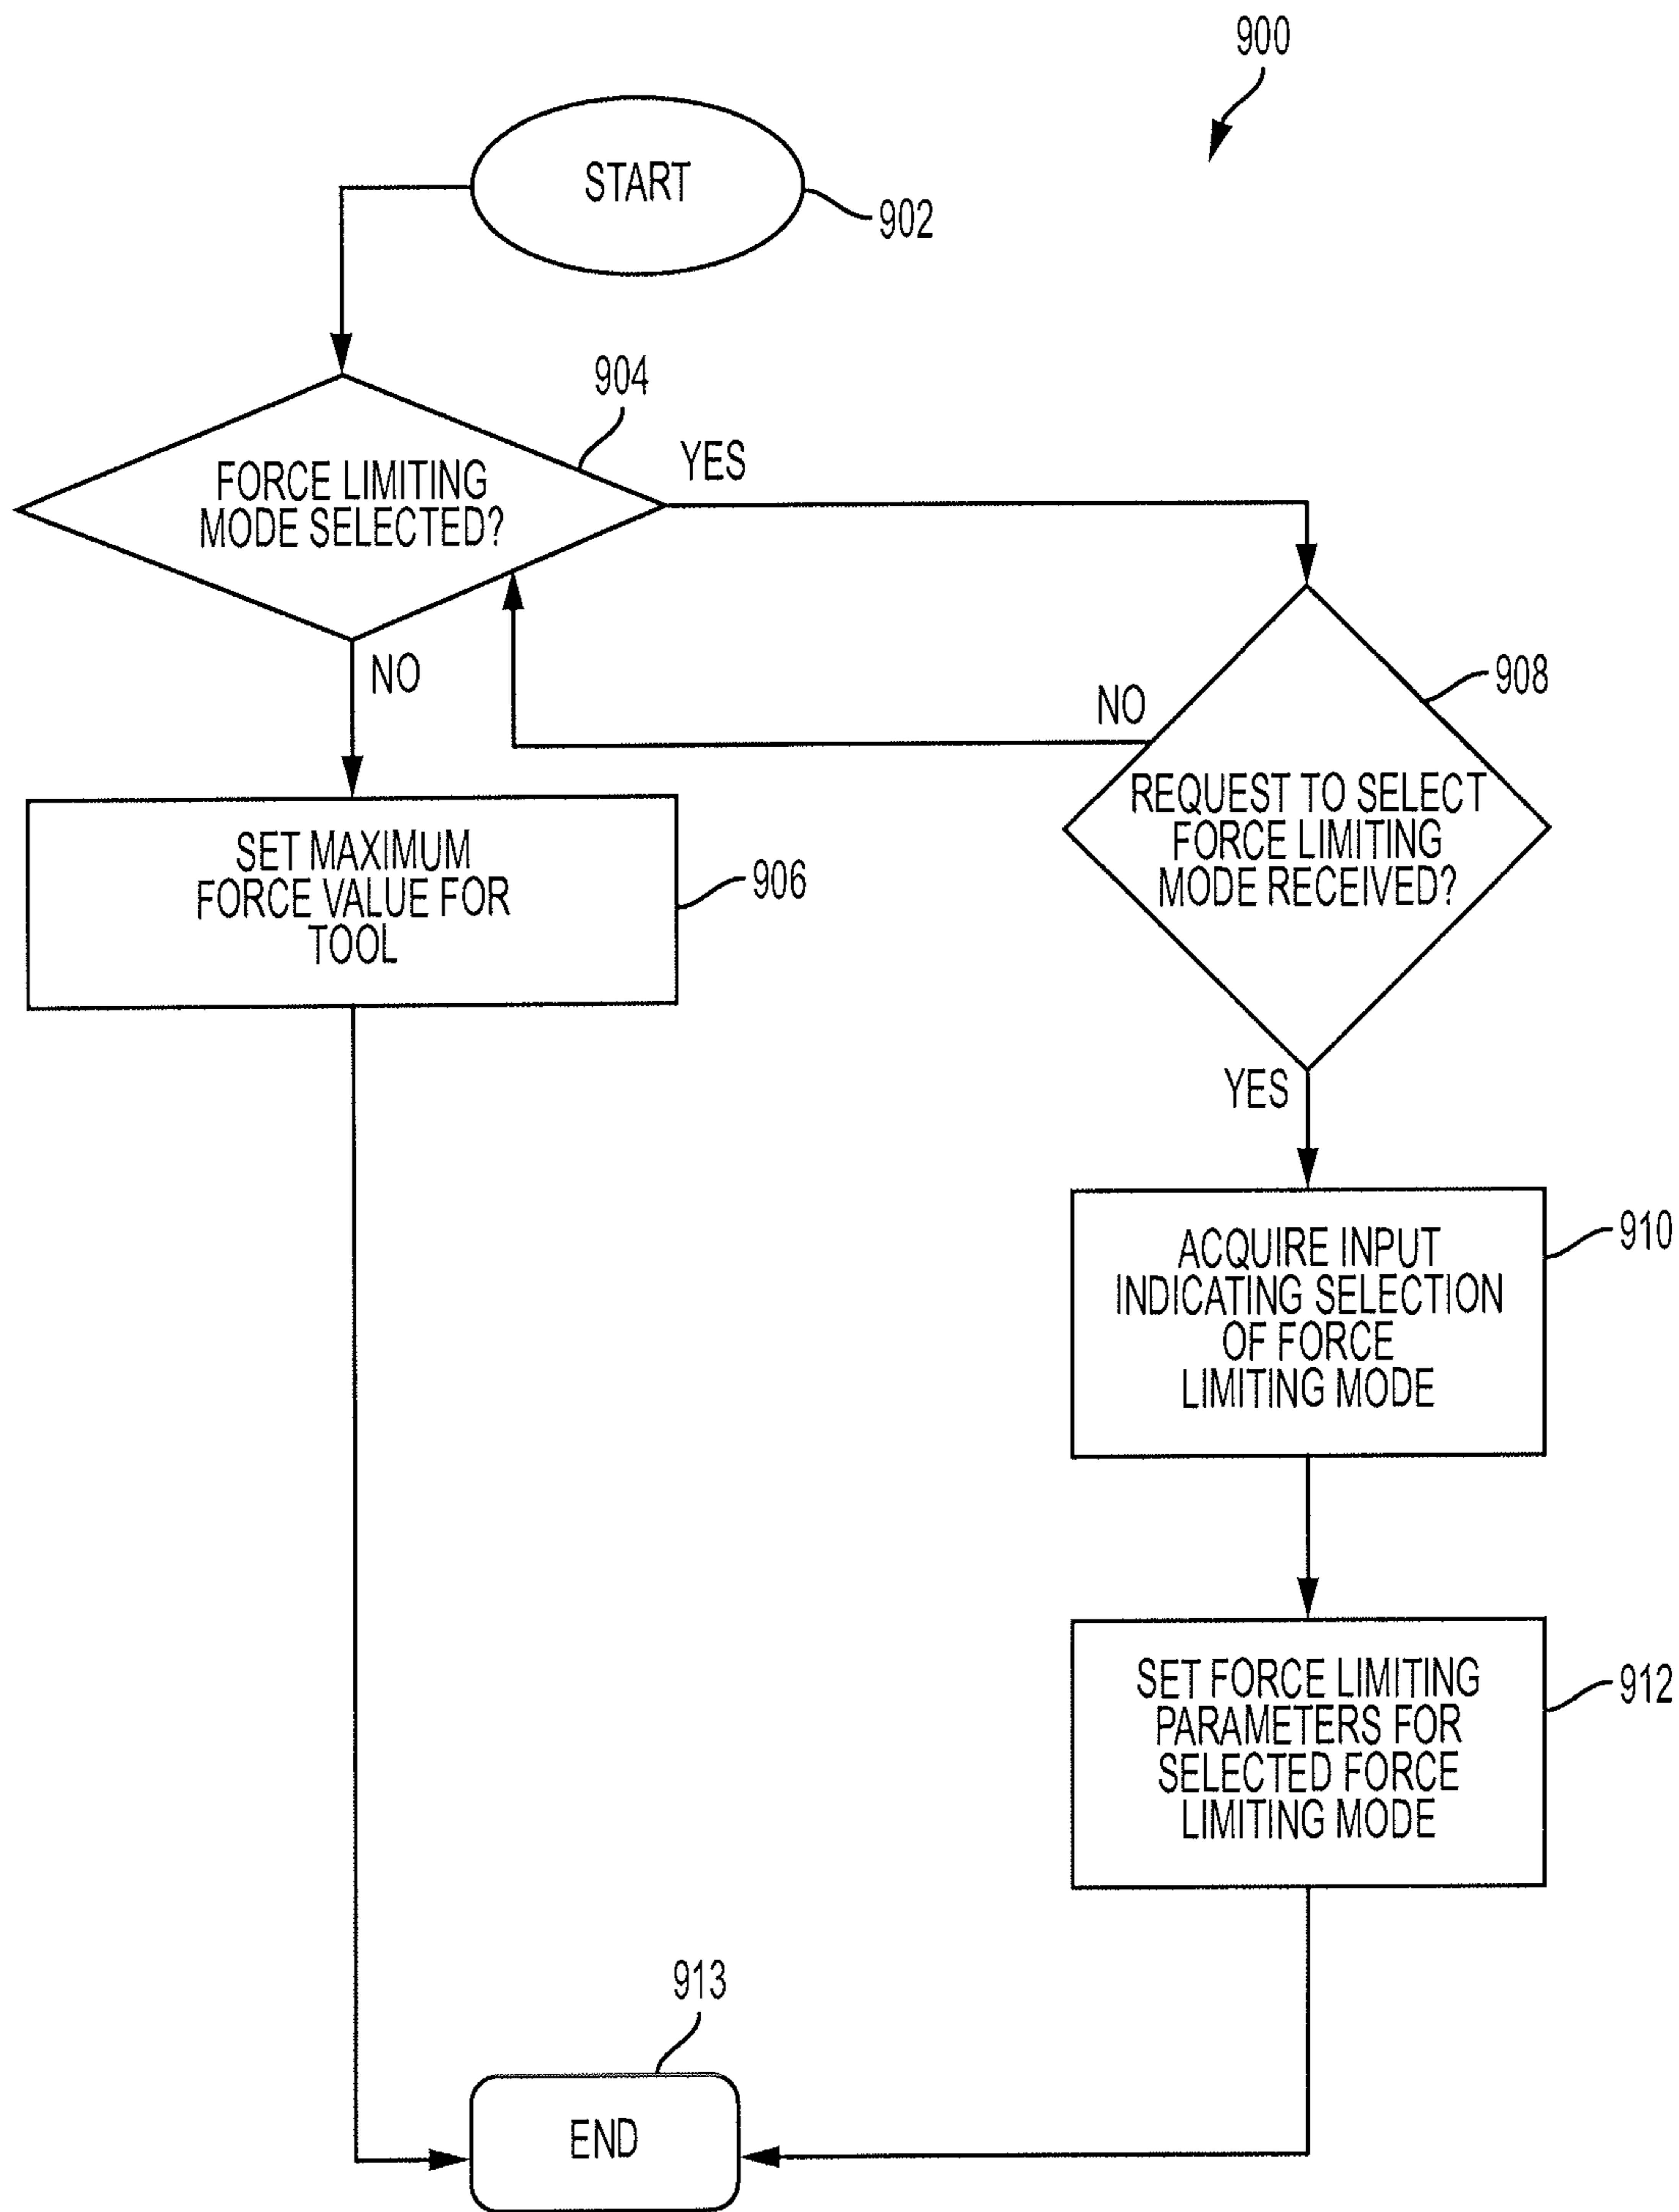 900
START
902
904
FORCE LIMITING
MODE SELECTED?
YES
NO
908
NO
REQUEST TO SELECT
FORCE LIMITING
MODE RECEIVED?
SET MAXIMUM
FORCE VALUE FOR
TOOL
906
YES
ACQUIRE INPUT
INDICATING SELECTION
OF FORCE
LIMITING MODE
910
SET FORCE LIMITING
PARAMETERS FOR
SELECTED FORCE
LIMITING MODE
912
913
END